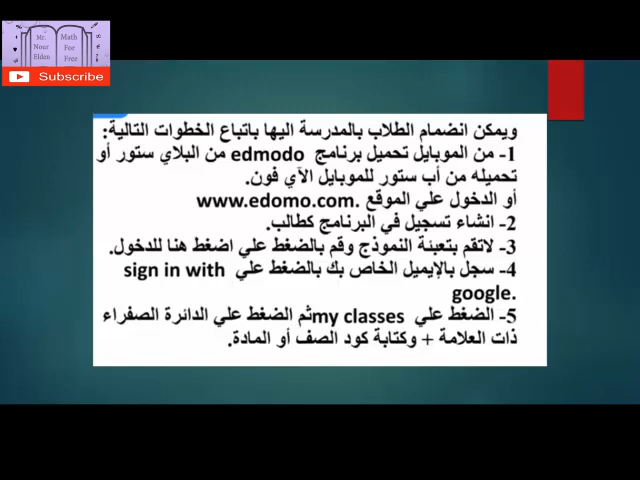 Mr.
Nour
Elden
Math
For
Free
Subscribe
ويمكن انضمام الطلاب بالمدرسة اليها باتباع الخطوات التالية:
1- من الموبايل تحميل برنامج edmodo من البلاي ستور أو
تحميله من أب ستور للموبايل الآي فون.
أو الدخول علي الموقع .www.edomo.com
2- انشاء تسجيل في البرنامج كطالب.
3- لاتقم بتعبئة النموذج وقم بالضغط علي اضغط هنا للدخول.
4- سجل بالإيميل الخاص بك بالضغط علي sign in with
google.
5- الضغط علي my classes ثم الضغط علي الدائرة الصفراء
ذات العلامة + وكتابة كود الصف أو المادة.